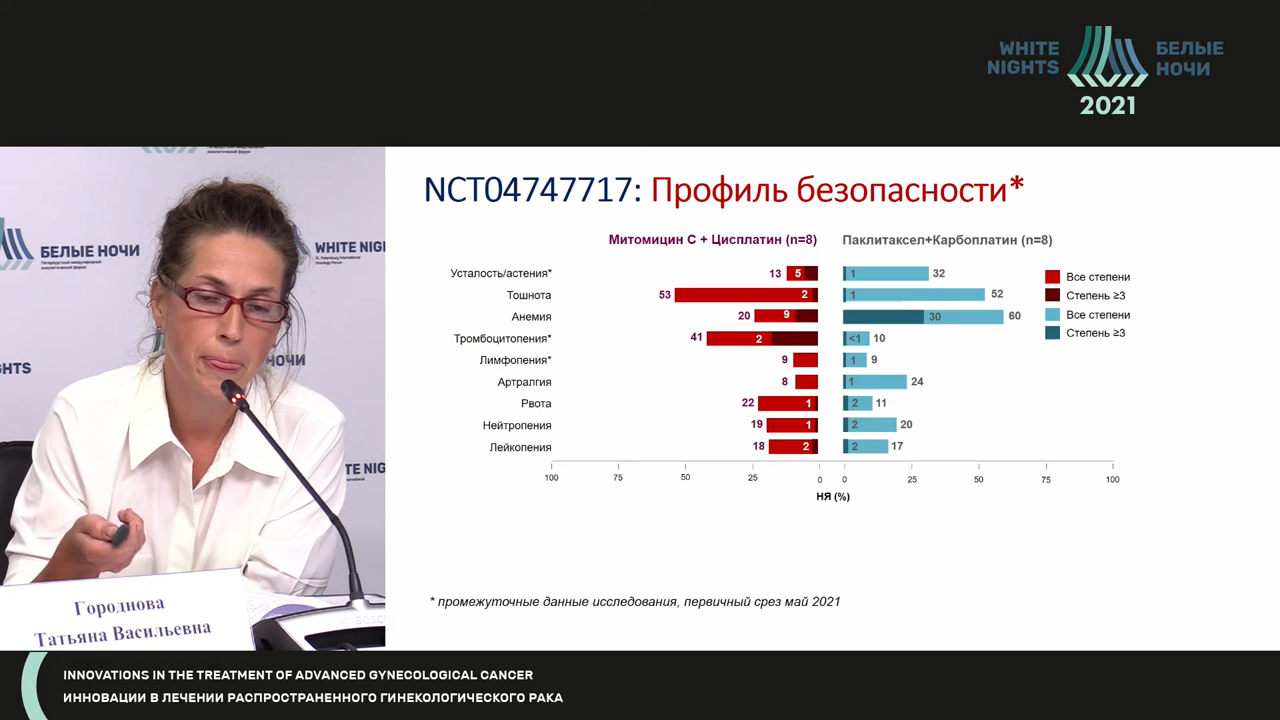 WHITE NIGHTS
БЕЛЫЕ НОЧИ
2021
NCT04747717: Профиль безопасности*
Митомицин С + Цисплатин (n=8)
Паклитаксел+Карбоплатин (n=8)
Усталость/астения* 13 5 1 32
Тошнота 53 2 1 52
Анемия 20 9 30 60
Тромбоцитопения* 41 2 <1 10
Лимфопения* 9 1 9
Артралгия 8 1 24
Рвота 22 1 2 11
Нейтропения 19 1 2 20
Лейкопения 18 2 2 17
100 75 50 25 0 0 25 50 75 100
НЯ (%)
Все степени
Степень ≥3
Все степени
Степень ≥3
* промежуточные данные исследования, первичный срез май 2021
БЕЛЫЕ НОЧИ
WHITE NIGH
НОЧИ
HTS
TE NIG
Городнова
Татьяна Васильевна
INNOVATIONS IN THE TREATMENT OF ADVANCED GYNECOLOGICAL CANCER
ИННОВАЦИИ В ЛЕЧЕНИИ РАСПРОСТРАНЕННОГО ГИНЕКОЛОГИЧЕСКОГО РАКА